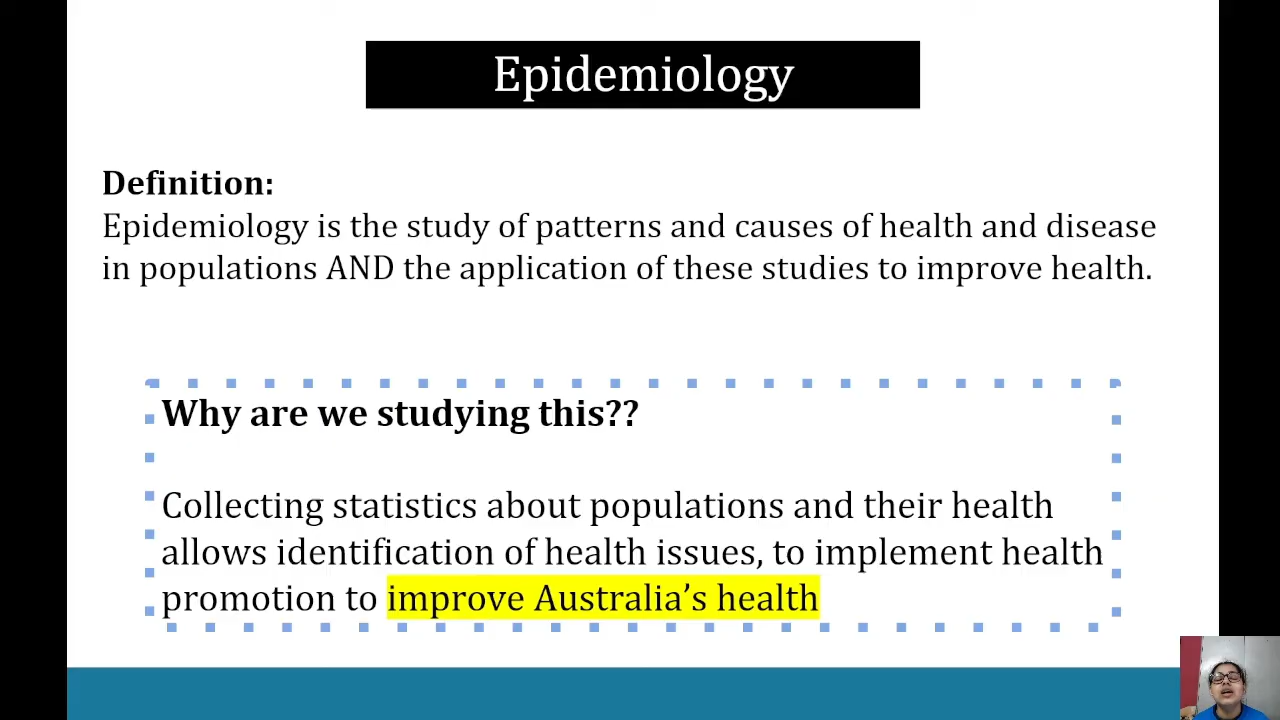 Epidemiology
Definition:
Epidemiology is the study of patterns and causes of health and disease
in populations AND the application of these studies to improve health.
Why are we studying this??
Collecting statistics about populations and their health
allows identification of health issues, to implement health
promotion to improve Australia’s health